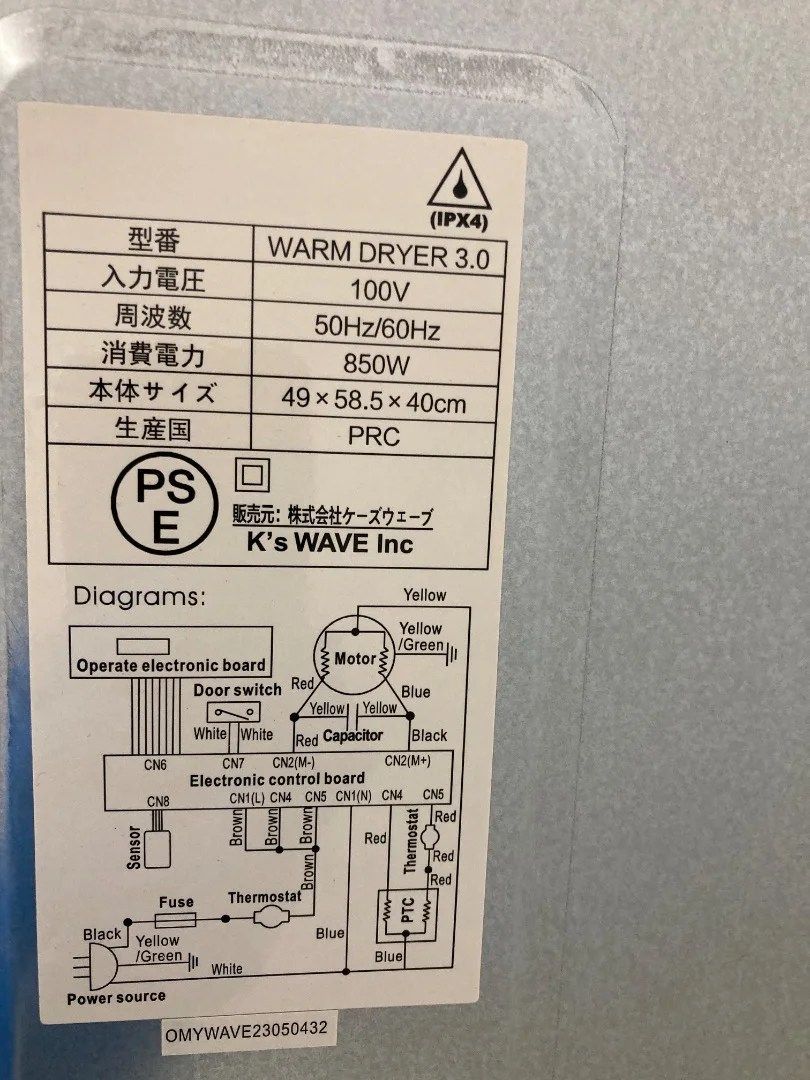 (IPX4)
型番 WARM DRYER 3.0
入力電圧 100V
周波数 50Hz/60Hz
消費電力 850W
本体サイズ 49×58.5×40cm
生産国 PRC
PS
E
販売元: 株式会社ケーズウェーブ
K's WAVE Inc
Diagrams:
Yellow
Operate electronic board
Motor
Yellow
/Green
Door switch
Red
Blue
Yellow Yellow
White White
Red Capacitor Black
CN6 CN7 CN2(M-) CN2(M+)
Electronic control board
CN8 CN1(L) CN4 CN5 CN1(N) CN4 CN5
Sensor
Brown Brown Brown
Brown
Red
Thermostat
Red
Red
Red
Fuse Thermostat
PTC
Black
Yellow
/Green
Blue
Blue
White
Power source
OMYWAVE23050432